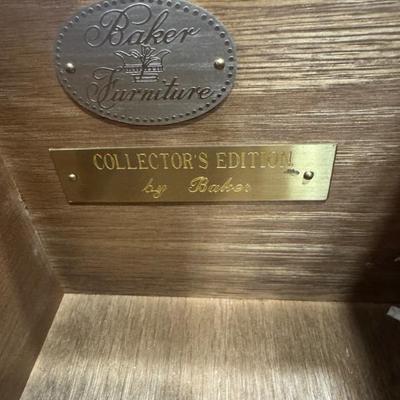 Baker
Furniture
COLLECTOR'S EDITION
by Baker